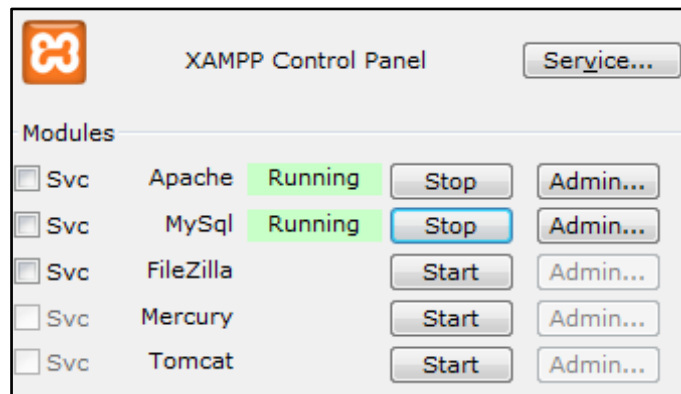 XAMPP Control Panel Service...
Modules
Svc Apache Running Stop Admin...
Svc MySql Running Stop Admin...
Svc FileZilla Start Admin...
Svc Mercury Start Admin...
Svc Tomcat Start Admin...